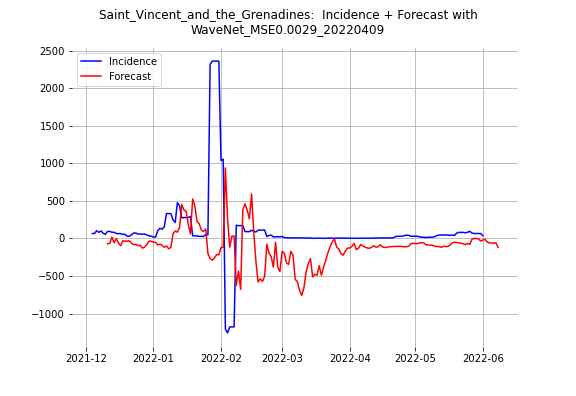 Saint_Vincent_and_the_Grenadines:  Incidence + Forecast with
WaveNet_MSE0.0029_20220409
Incidence
Forecast
2500
2000
1500
1000
500
0
−500
−1000
2021-12 2022-01 2022-02 2022-03 2022-04 2022-05 2022-06